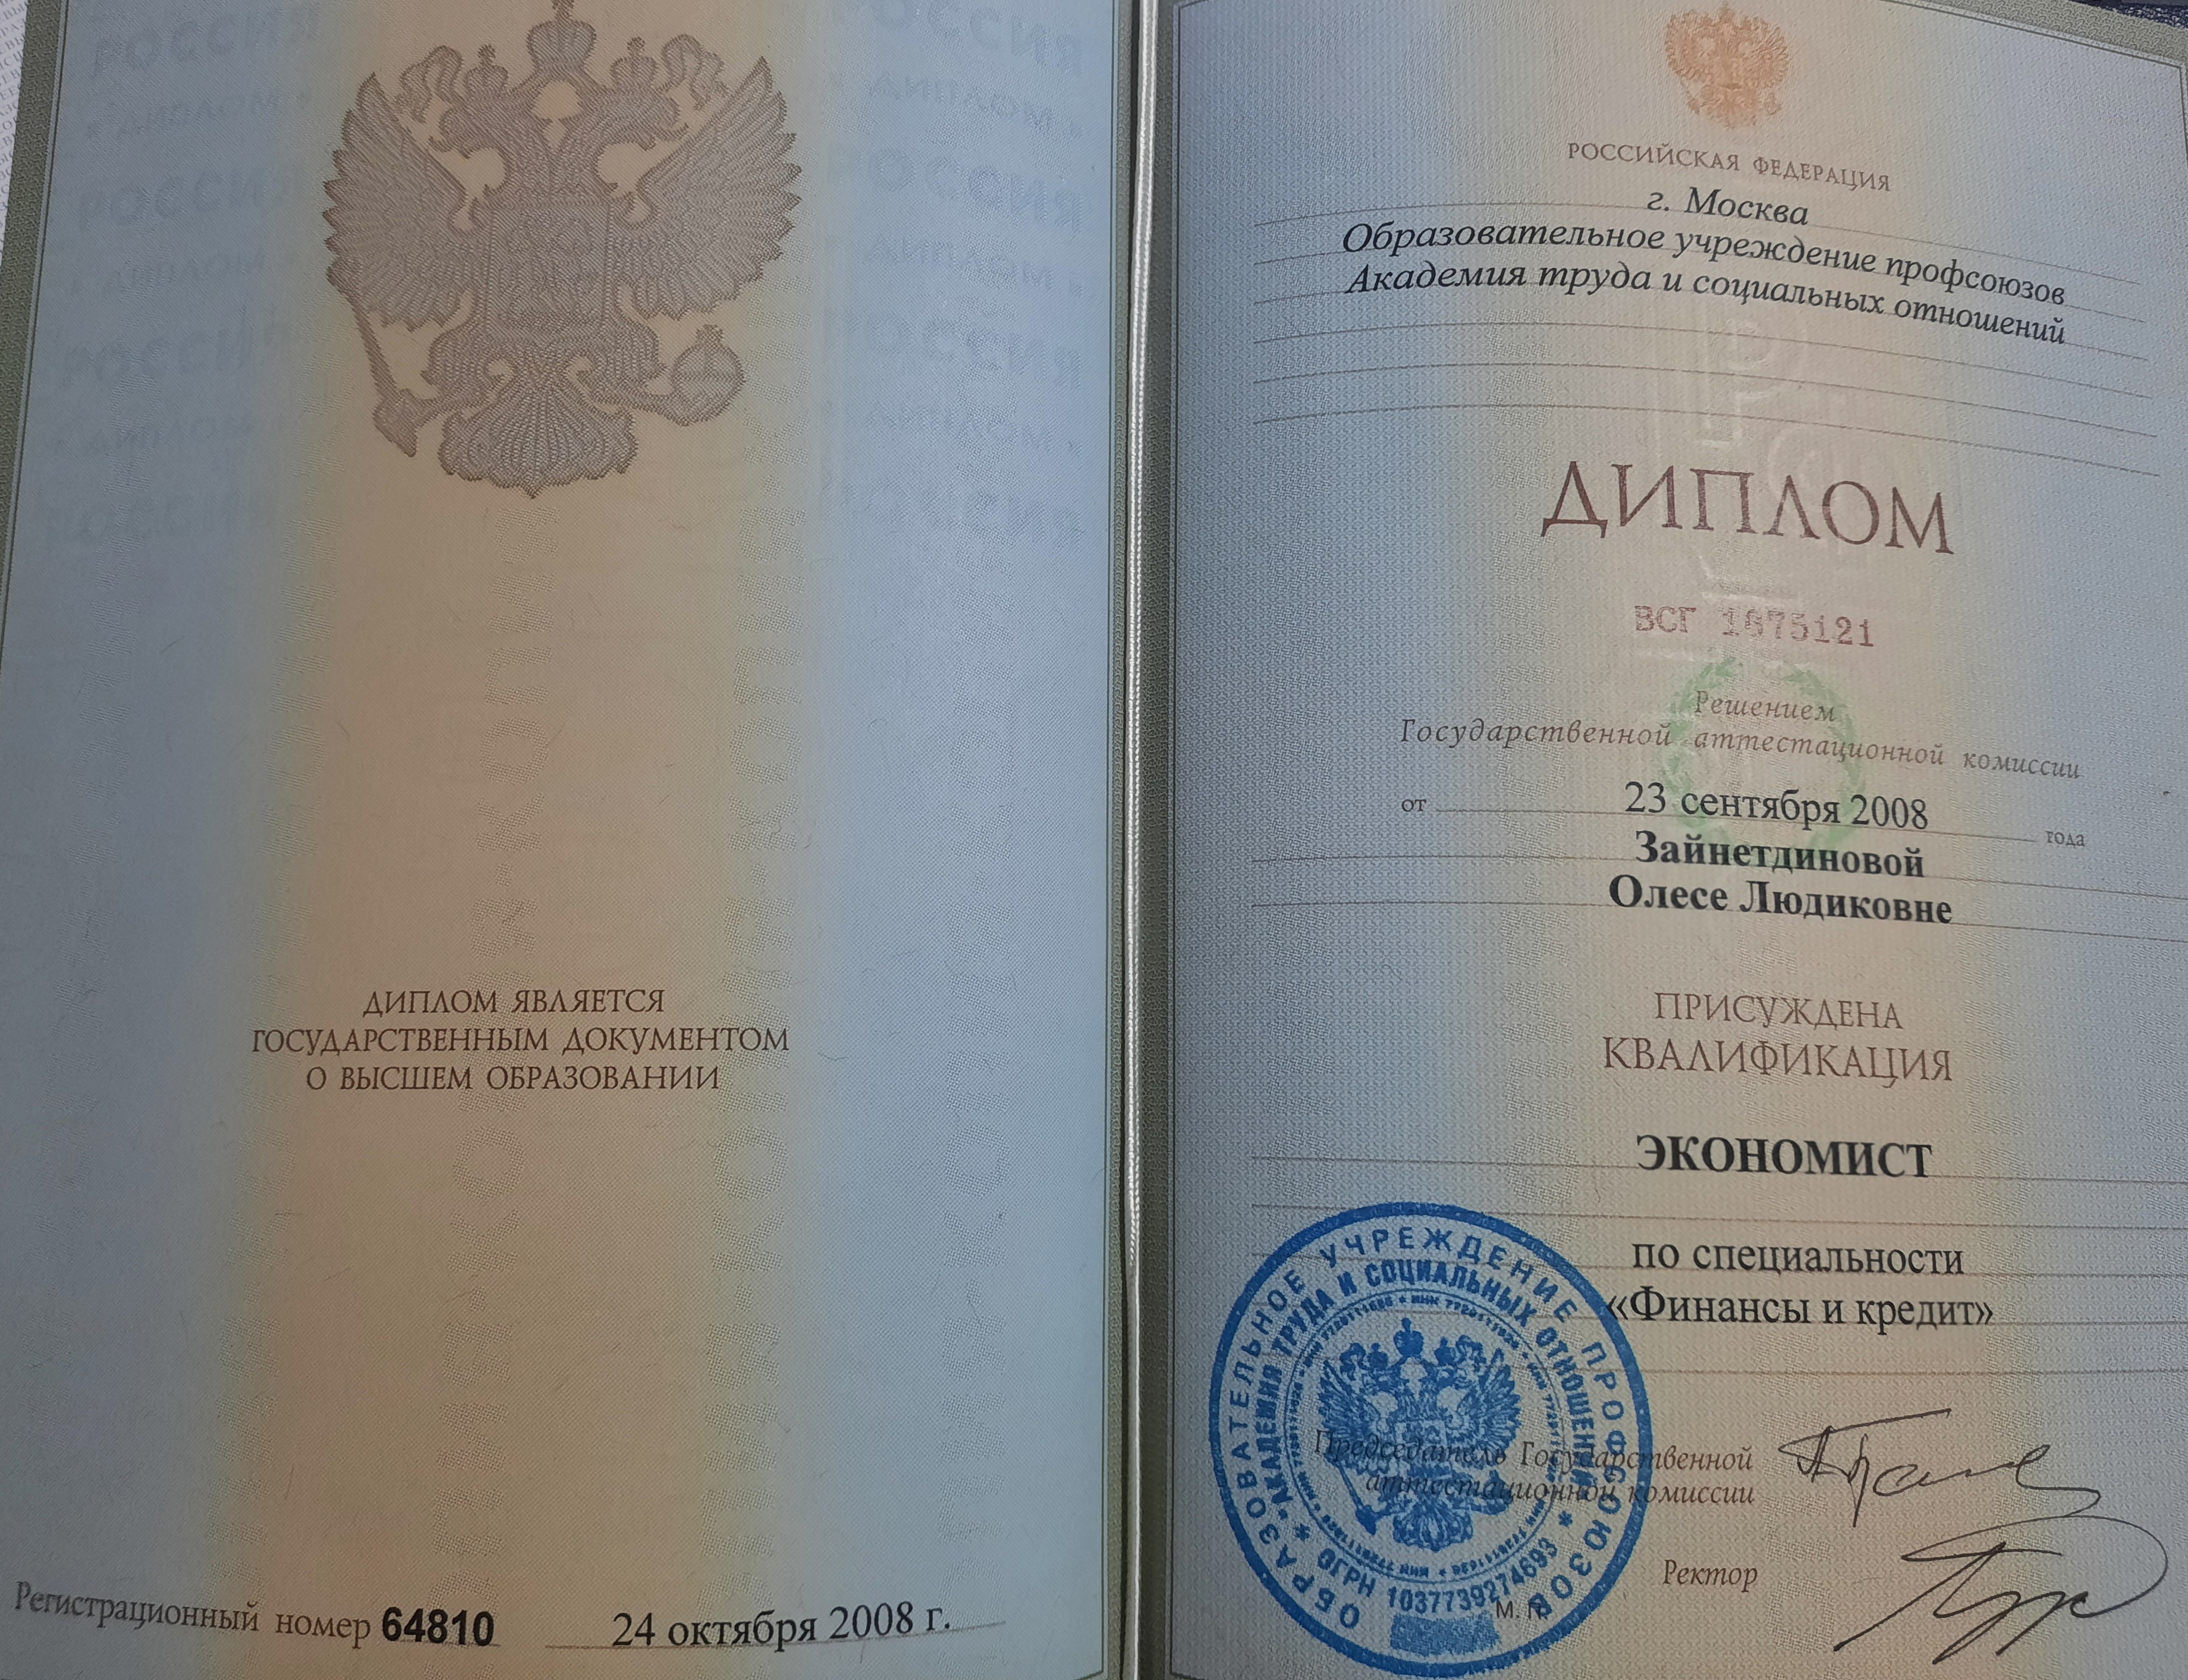 ДИПЛОМ ЯВЛЯЕТСЯ
ГОСУДАРСТВЕННЫМ ДОКУМЕНТОМ
О ВЫСШЕМ ОБРАЗОВАНИИ
Регистрационный номер 64810
24 октября 2008 г.
РОССИЙСКАЯ ФЕДЕРАЦИЯ
г. Москва
Образовательное учреждение профсоюзов
Академия труда и социальных отношений
ДИПЛОМ
ВСГ 1675121
Решением
Государственной аттестационной комиссии
от 23 сентября 2008 года
Зайнетдиновой
Олесе Людиковне
ПРИСУЖДЕНА
КВАЛИФИКАЦИЯ
ЭКОНОМИСТ
по специальности
«Финансы и кредит»
Председатель Государственной
аттестационной комиссии
Ректор
М. П.
ОБРАЗОВАТЕЛЬНОЕ УЧРЕЖДЕНИЕ ПРОФСОЮЗОВ
АКАДЕМИЯ ТРУДА И СОЦИАЛЬНЫХ ОТНОШЕНИЙ
ОГРН 1037739274693